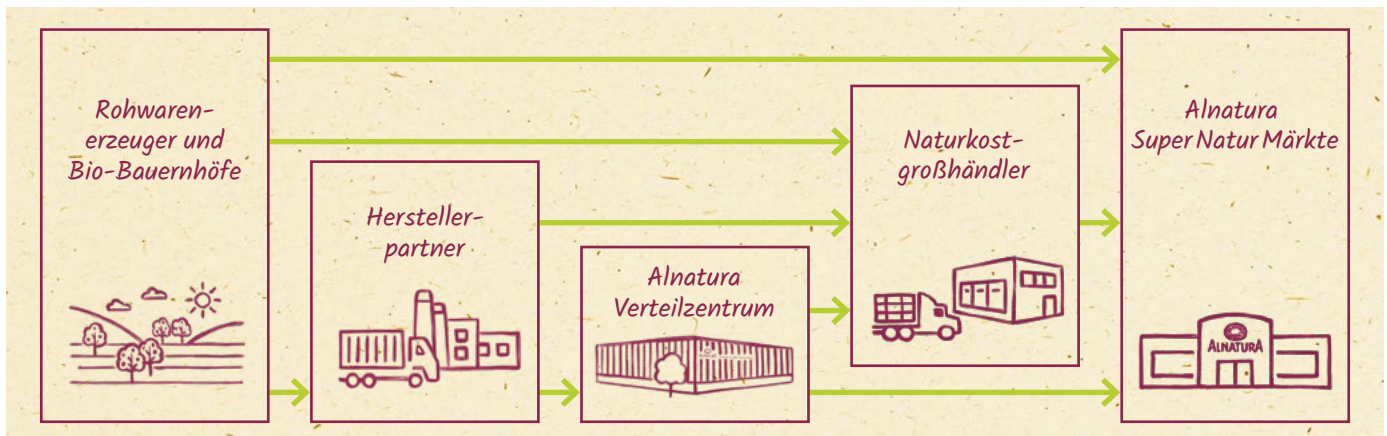 Rohwaren-
erzeuger und
Bio-Bauernhöfe
Hersteller-
partner
Alnatura
Verteilzentrum
Naturkost-
großhändler
Alnatura
Super Natur Märkte
ALNATURA